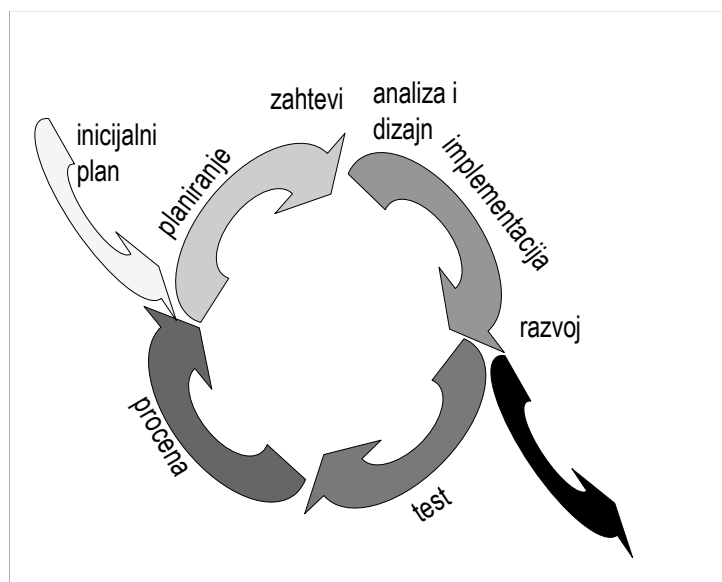 inicijalni
plan
planiranje
zahtevi
analiza i
dizajn
implementacija
razvoj
test
procena